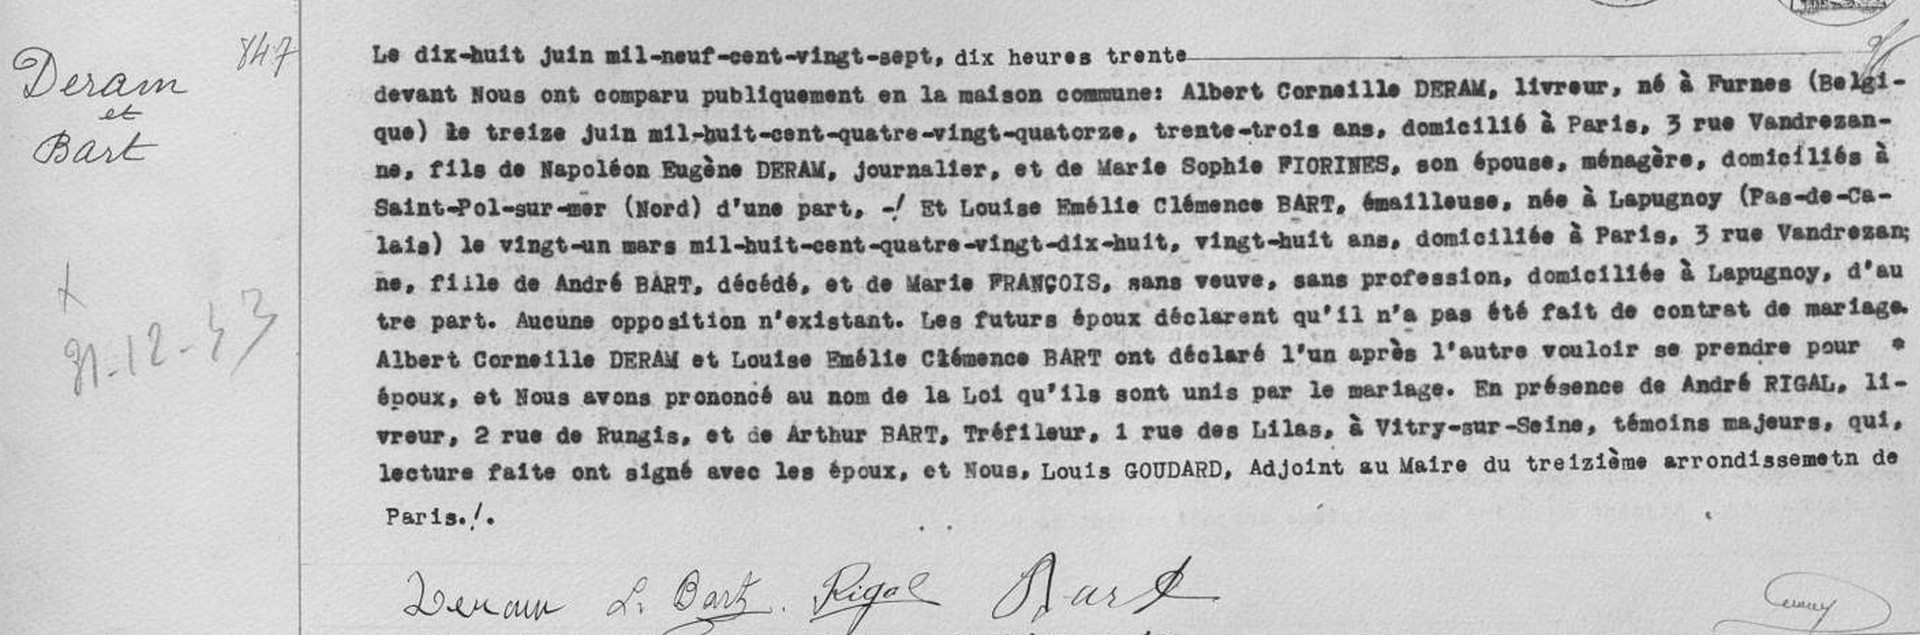 847
Deram
et
Bart
Le dix-huit juin mil-neuf-cent-vingt-sept, dix heures trente
devant Nous ont comparu publiquement en la maison commune: Albert Corneille DERAM, livreur, né à Furnes (Belgi-
que) le treize juin mil-huit-cent-quatre-vingt-quatorze, trente-trois ans, domicilié à Paris, 3 rue Vandrezan-
ne, fils de Napoléon Eugène DERAM, journalier, et de Marie Sophie FIORINES, son épouse, ménagère, domiciliés à
Saint-Pol-sur-mer (Nord) d'une part, -/ Et Louise Emélie Clémence BART, émailleuse, née à Lapugnoy (Pas-de-Ca-
lais) le vingt-un mars mil-huit-cent-quatre-vingt-dix-huit, vingt-huit ans, domiciliée à Paris, 3 rue Vandrezan;
ne, fille de André BART, décédé, et de Marie FRANÇOIS, sans veuve, sans profession, domiciliée à Lapugnoy, d'au
tre part. Aucune opposition n'existant. Les futurs époux déclarent qu'il n'a pas été fait de contrat de mariage.
Albert Corneille DERAM et Louise Emélie Clémence BART ont déclaré l'un après l'autre vouloir se prendre pour *
époux, et Nous avons prononcé au nom de la Loi qu'ils sont unis par le mariage. En présence de André RIGAL, li-
vreur, 2 rue de Rungis, et de Arthur BART, Tréfileur, 1 rue des Lilas, à Vitry-sur-Seine, témoins majeurs, qui,
lecture faite ont signé avec les époux, et Nous, Louis GOUDARD, Adjoint au Maire du treizième arrondissemetn de
Paris./.
x
31-12-43
Deram L. Bart. Rigal Bart